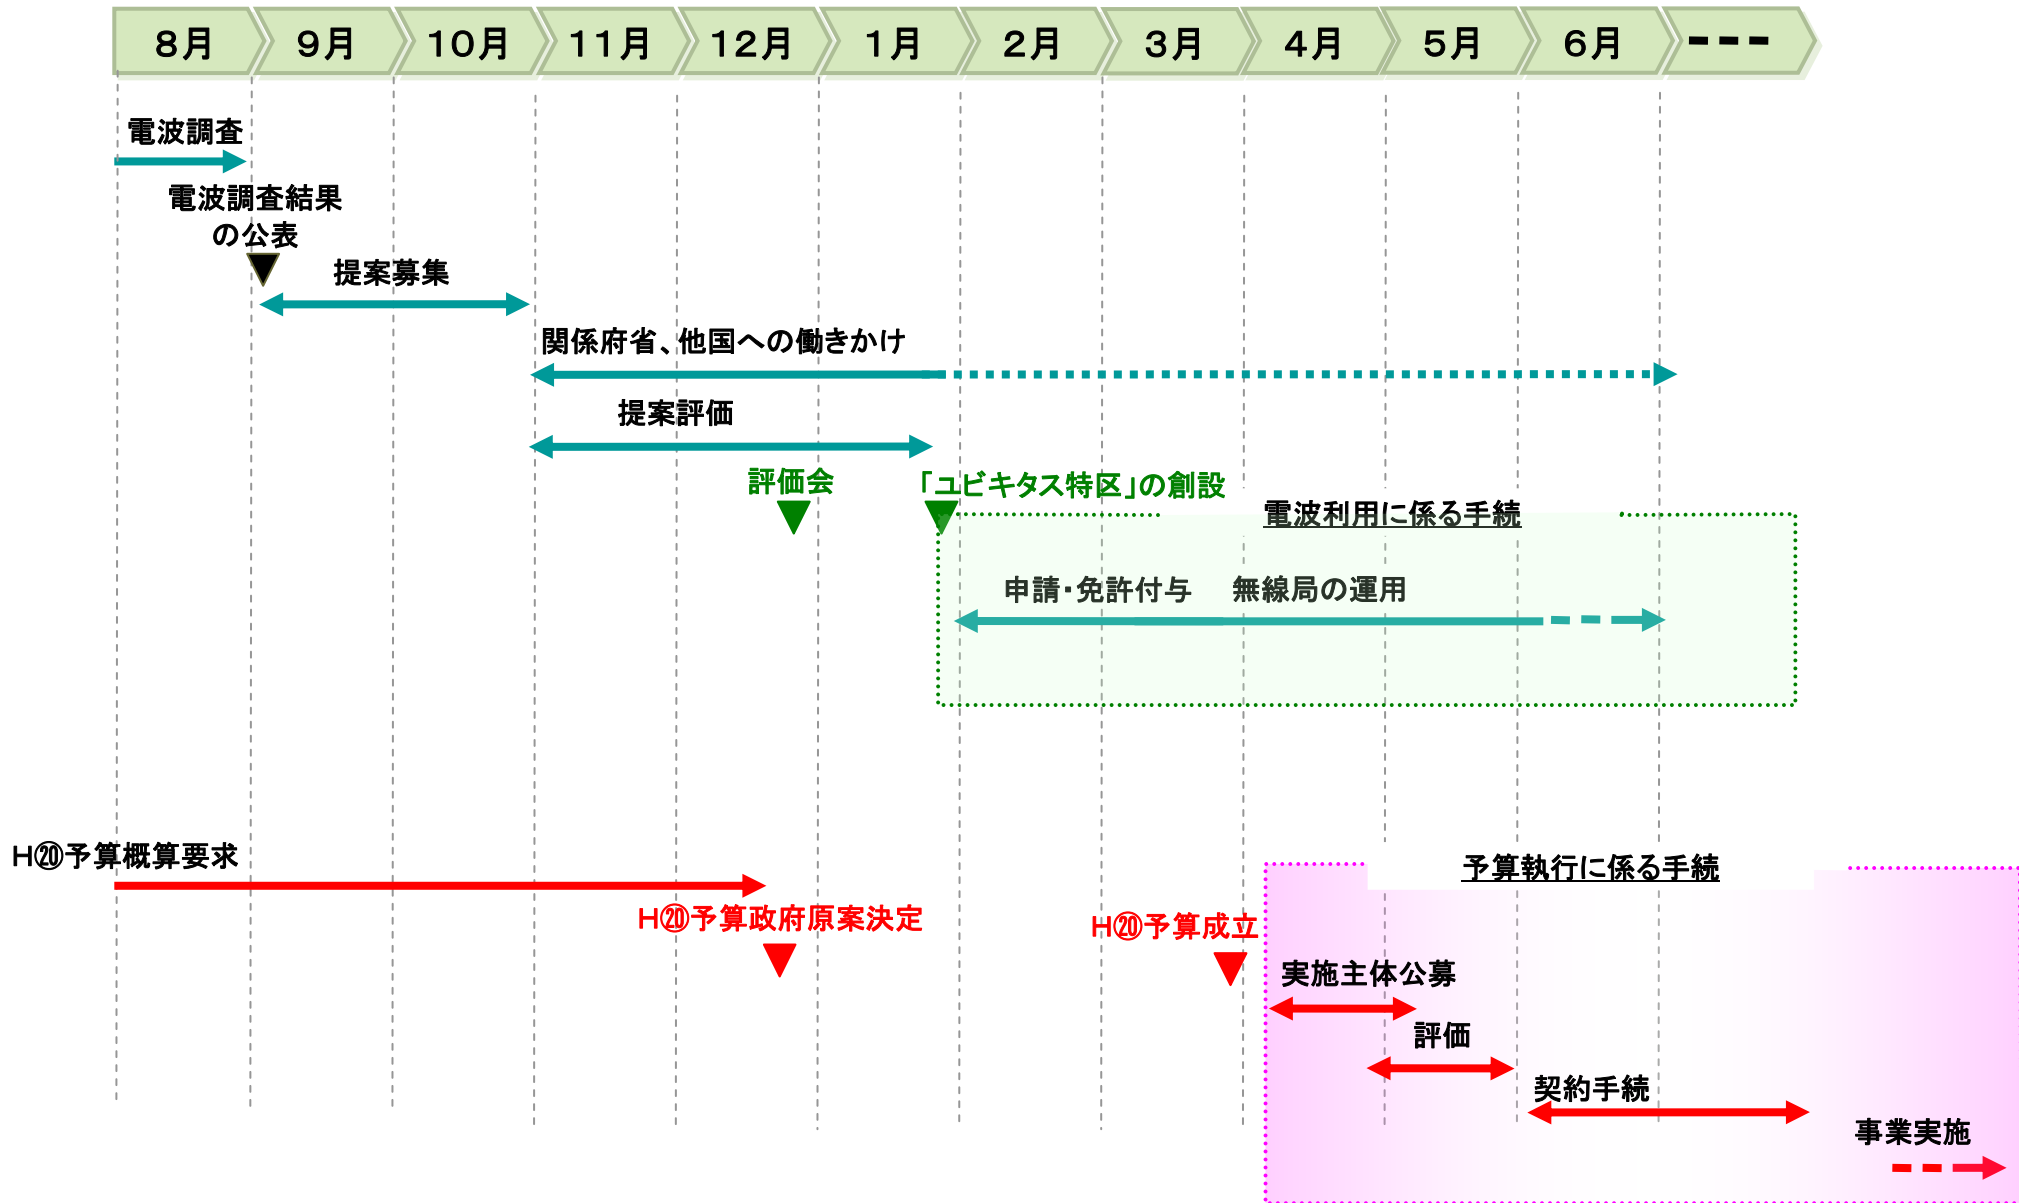 8月
9月
10月
11月
12月
1月
2月
3月
4月
5月
6月
電波調査
電波調査結果
の公表
提案募集
関係府省、他国への働きかけ
提案評価
評価会
「ユビキタス特区」の創設
電波利用に係る手続
申請・免許付与
無線局の運用
H⑳予算概算要求
予算執行に係る手続
H⑳予算政府原案決定
H⑳予算成立
実施主体公募
評価
契約手続
事業実施